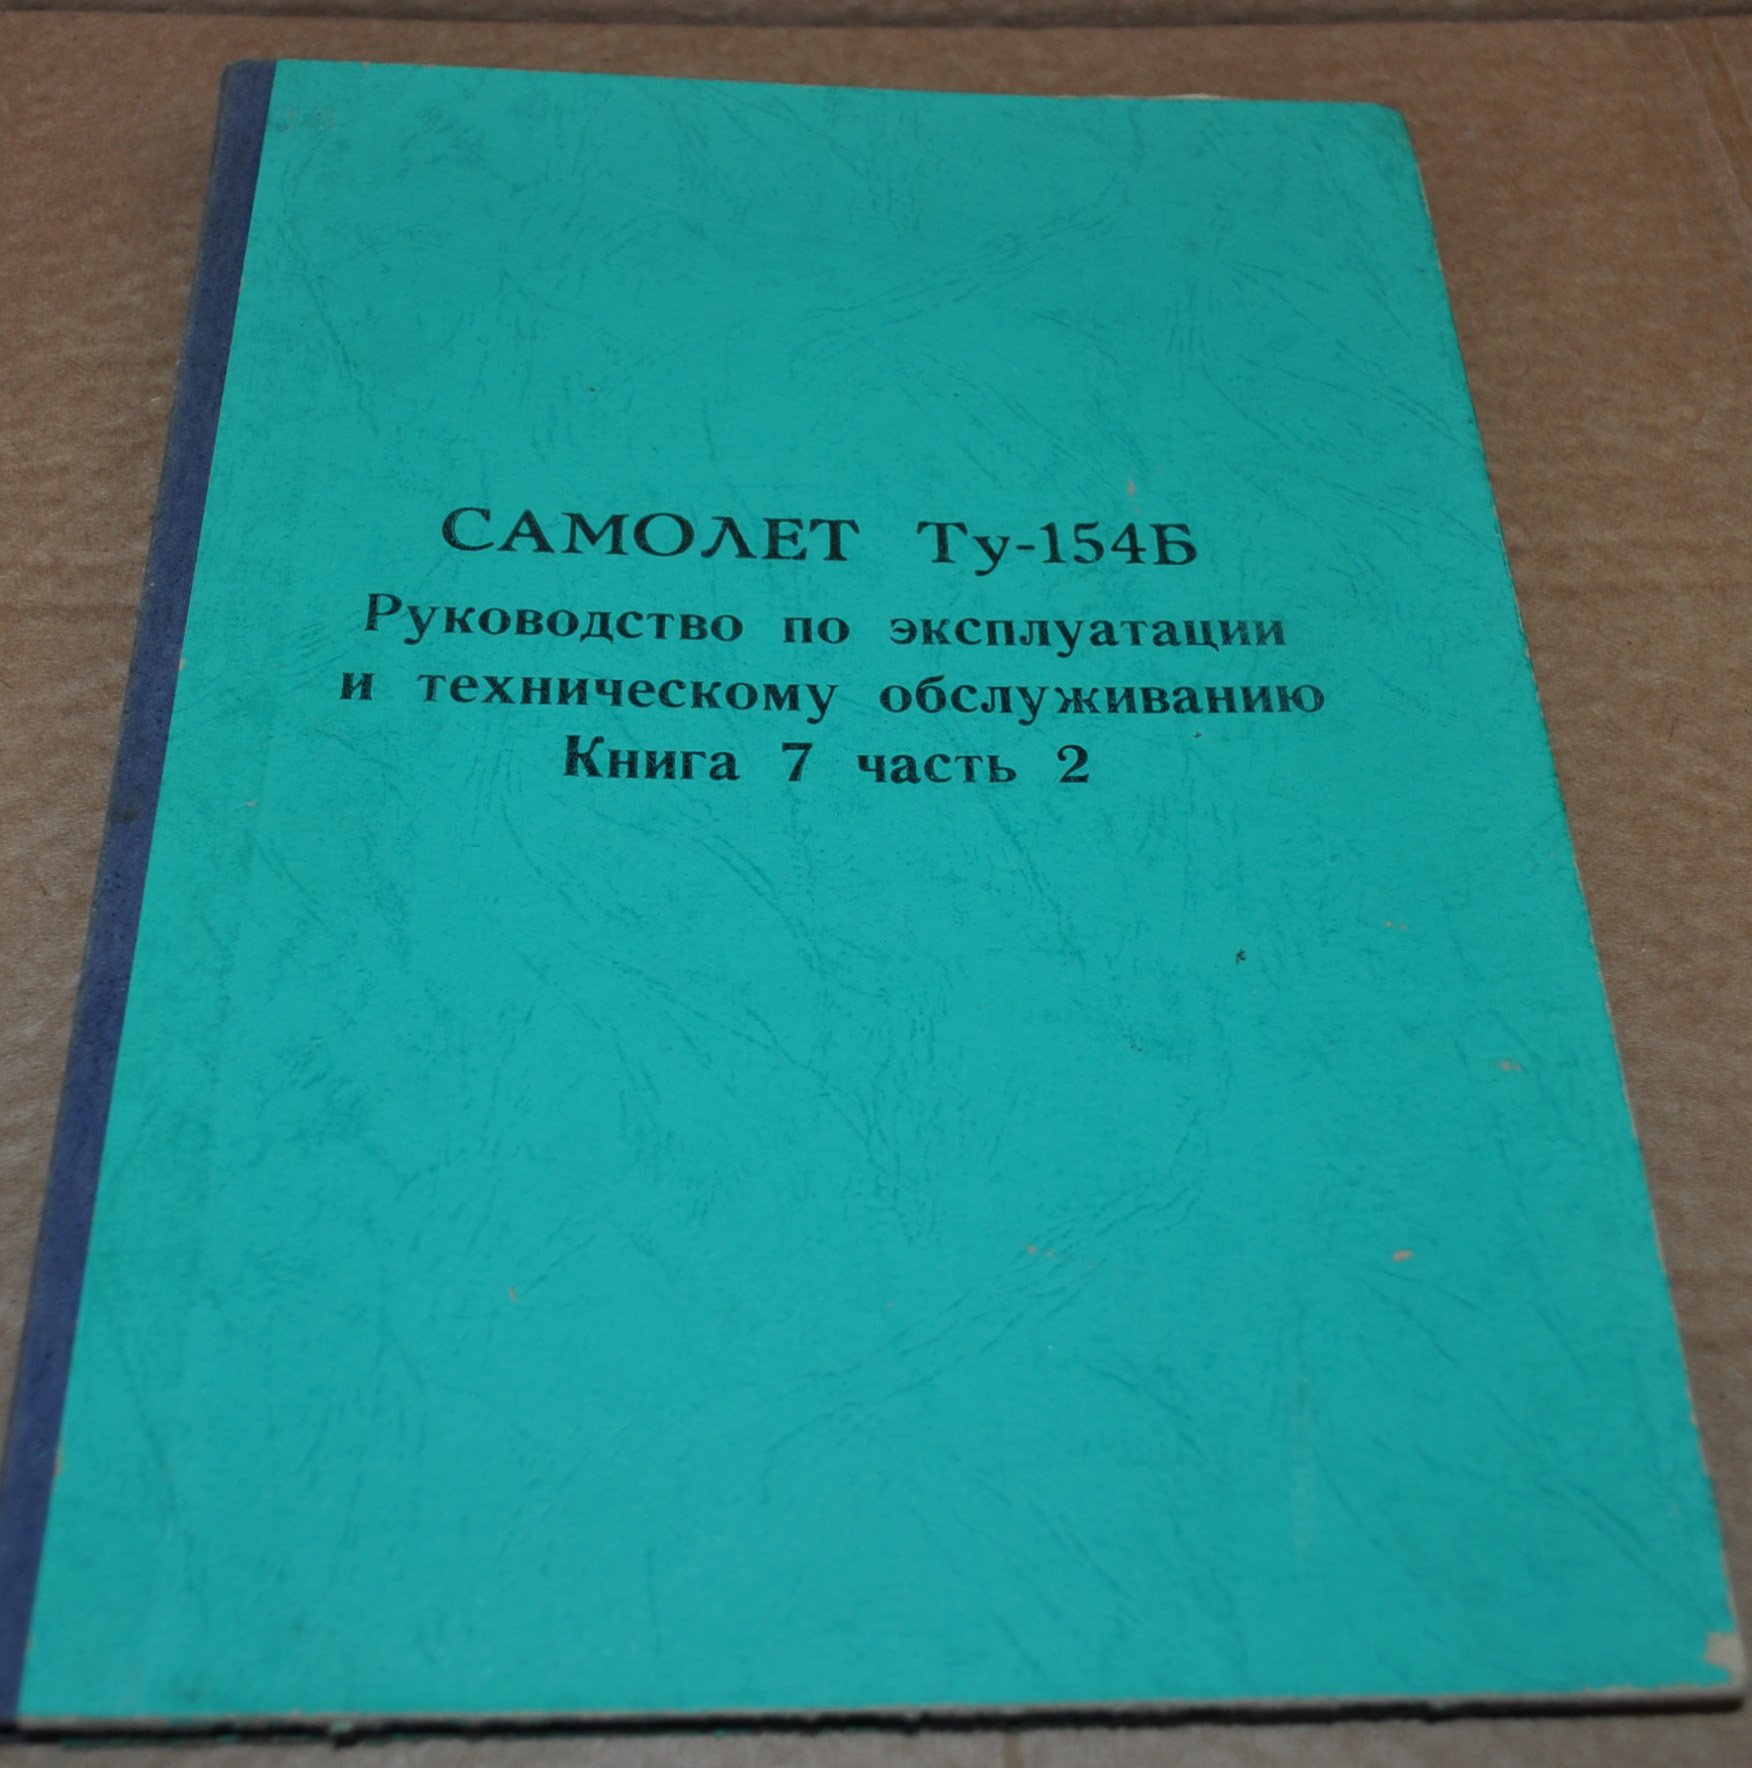 САМОЛЕТ Ту-154Б
Руководство по эксплуатации
и техническому обслуживанию
Книга 7 часть 2